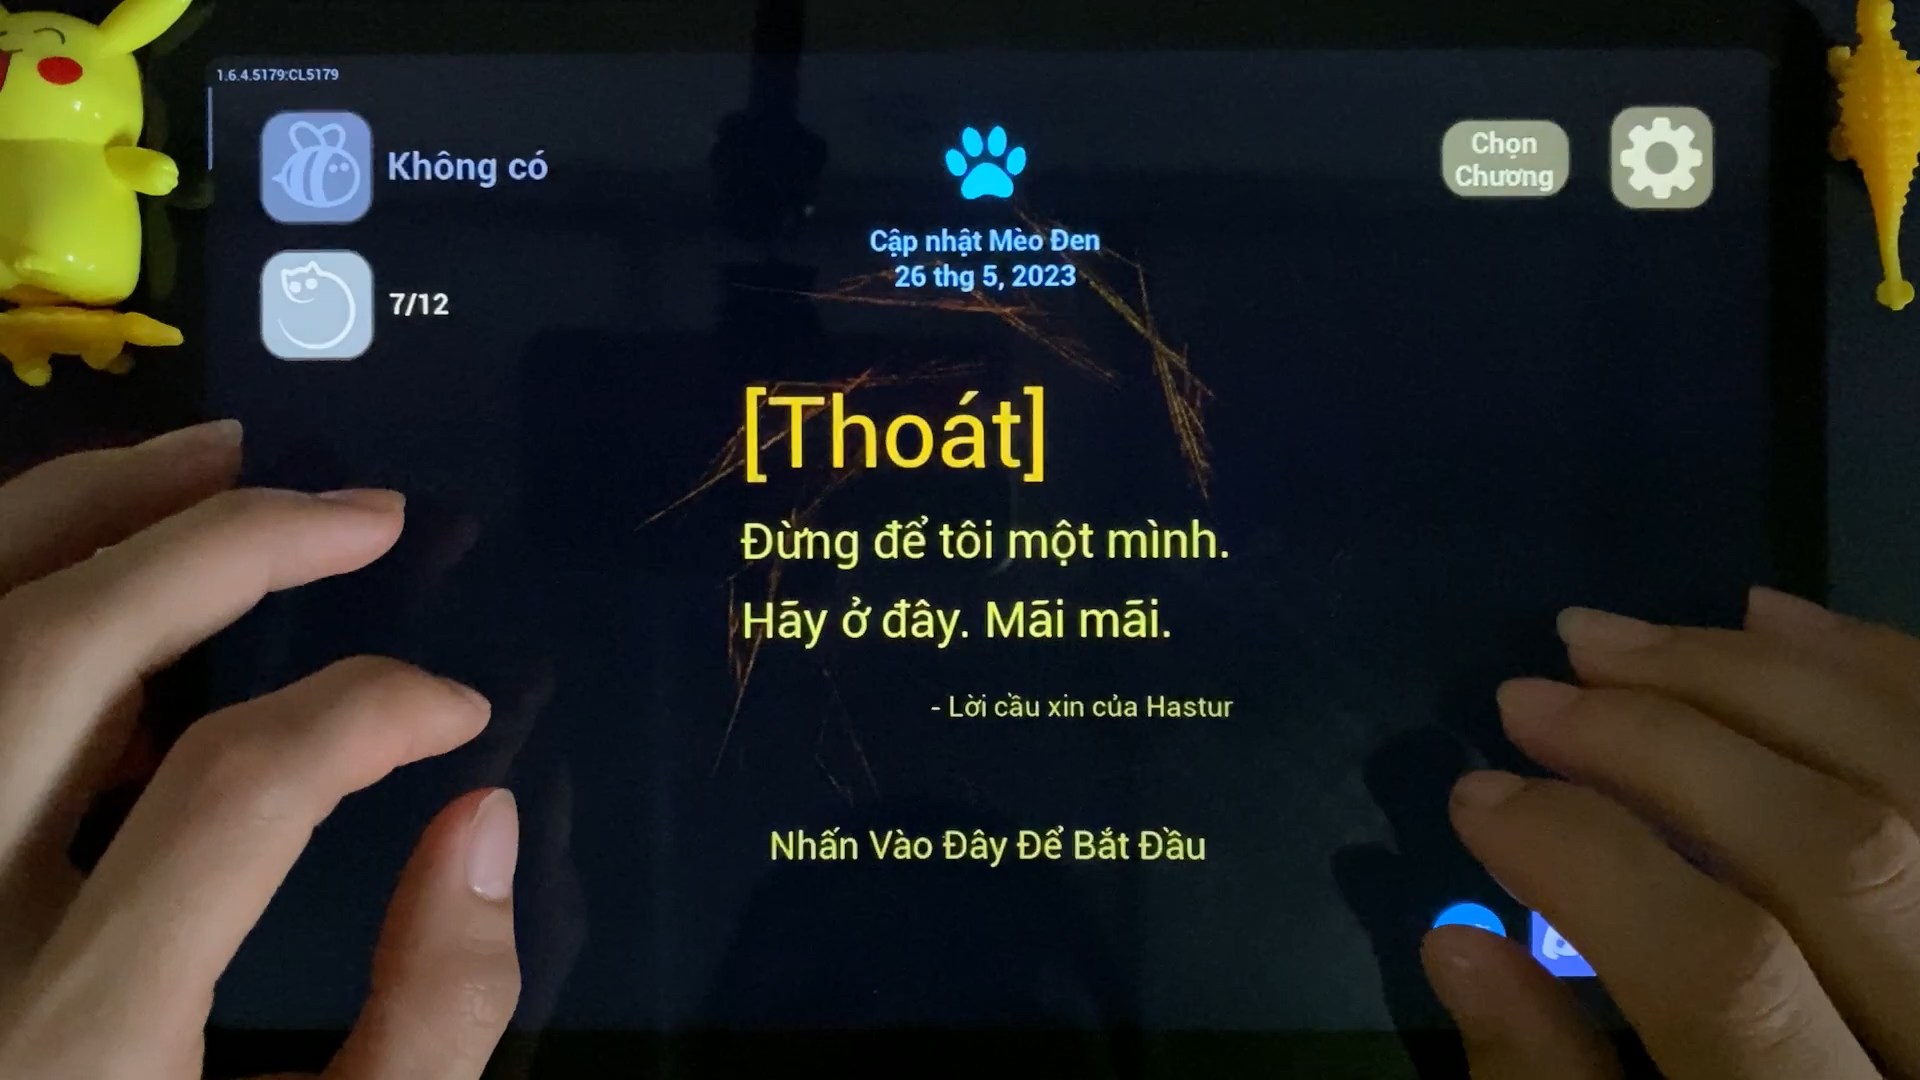 1.6.4.5179:CL5179
Không có
7/12
Cập nhật Mèo Đen
26 thg 5, 2023
Chọn
Chương
[Thoát]
Đừng để tôi một mình.
Hãy ở đây. Mãi mãi.
- Lời cầu xin của Hastur
Nhấn Vào Đây Để Bắt Đầu